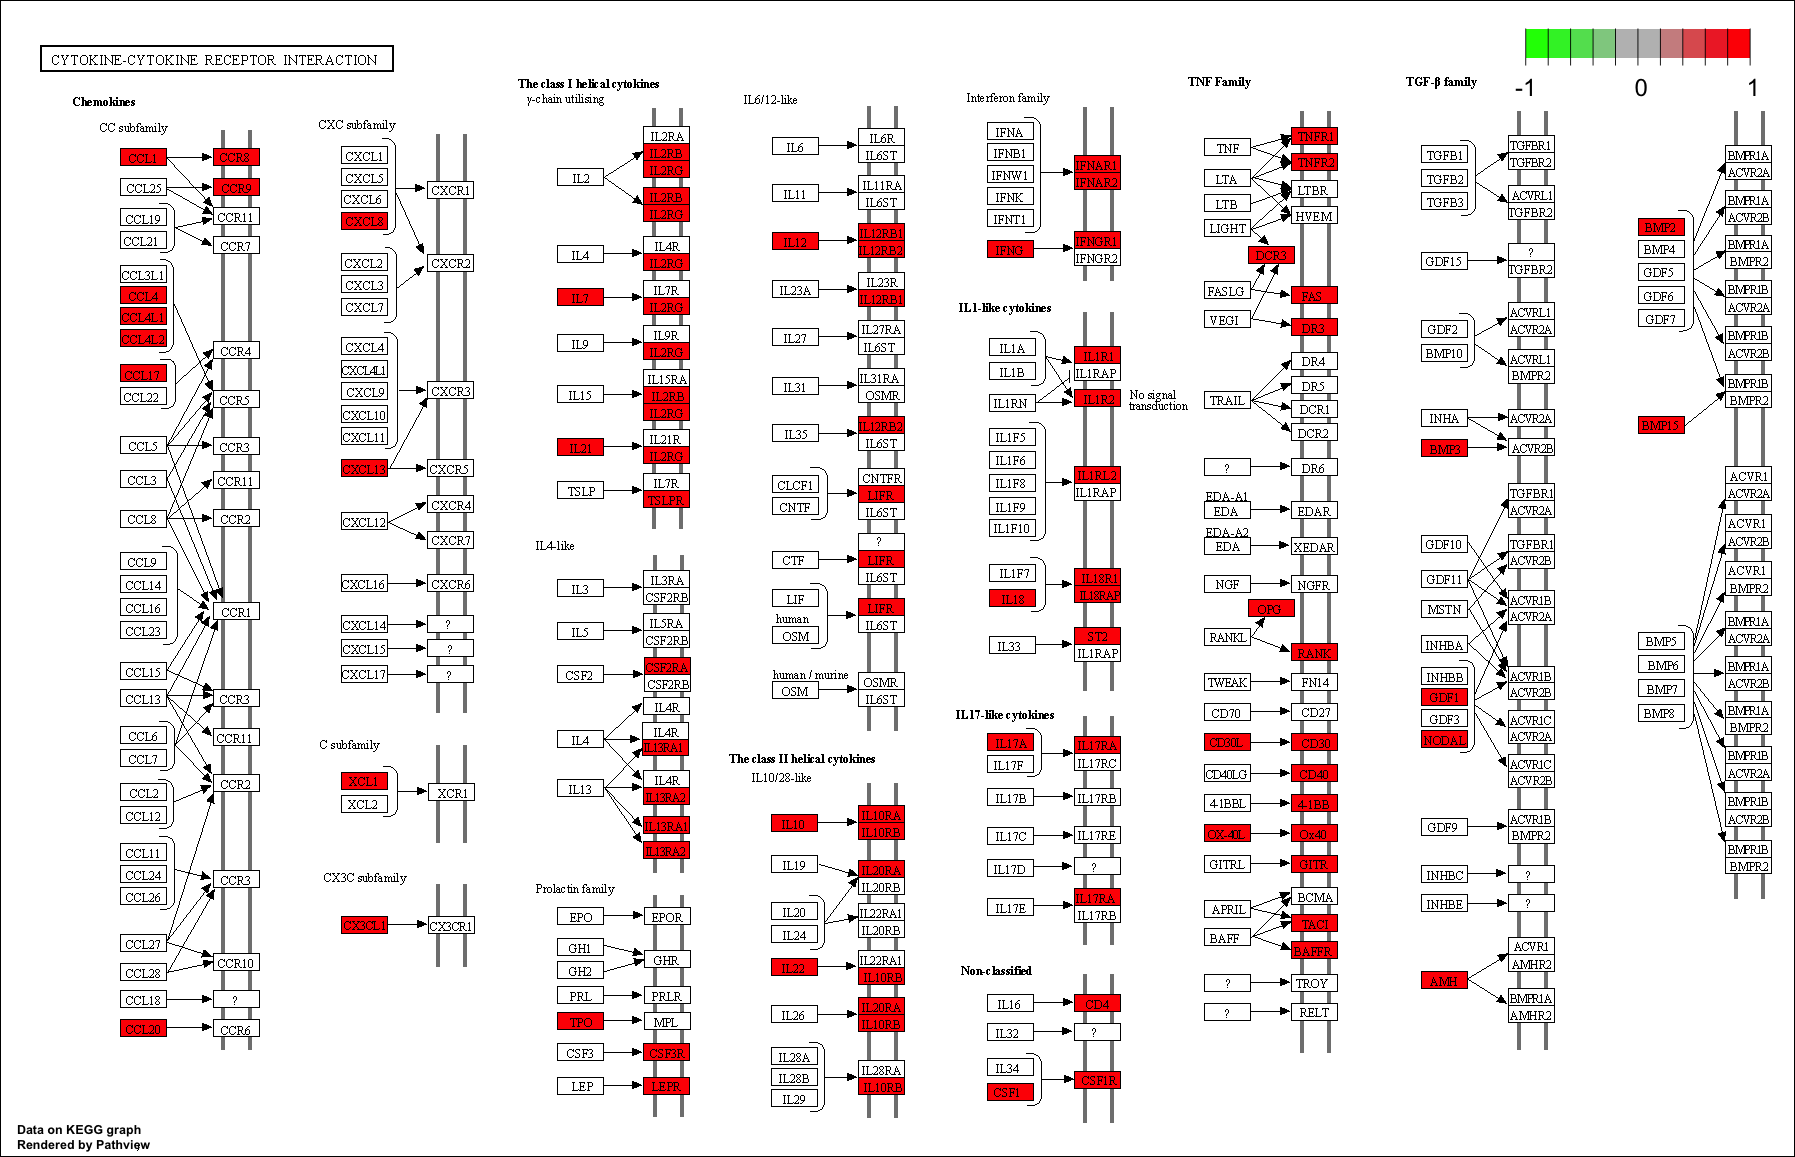 CYTOKINE-CYTOKINE RECEPTOR INTERACTION
-1
0
1
Chemokines
CC subfamily
CCL1
CCR8
CCL25
CCR9
CCR11
CCL19
CCL21
CCR7
CCL3L1
CCL4
CCL4L1
CCL4L2
CCR4
CCL17
CCL22
CCR5
CCL5
CCR3
CCL3
CCR11
CCL8
CCR2
CCL9
CCL14
CCL16
CCL23
CCR1
CCL15
CCL13
CCR3
CCL6
CCL7
CCR11
CCR2
CCL2
CCL12
CCL11
CCL24
CCL26
CCR3
CCL27
CCL28
CCR10
CCL18
?
CCL20
CCR6
CXC subfamily
CXCL1
CXCL5
CXCL6
CXCL8
CXCR1
CXCL2
CXCL3
CXCL7
CXCR2
CXCL4
CXCL4L1
CXCL9
CXCL10
CXCL11
CXCR3
CXCL13
CXCR5
CXCL12
CXCR4
CXCR7
CXCL16
CXCR6
CXCL14
?
CXCL15
?
CXCL17
?
C subfamily
XCL1
XCL2
XCR1
CX3C subfamily
CX3CL1
CX3CR1
The class I helical cytokines
γ-chain utilising
IL2
IL2RA
IL2RB
IL2RG
IL2RB
IL2RG
IL4
IL4R
IL2RG
IL7
IL7R
IL2RG
IL9
IL9R
IL2RG
IL15
IL15RA
IL2RB
IL2RG
IL21
IL21R
IL2RG
TSLP
IL7R
TSLPR
IL4-like
IL3
IL3RA
CSF2RB
IL5
IL5RA
CSF2RB
CSF2
CSF2RA
CSF2RB
IL4R
IL4
IL4R
IL13RA1
IL13
IL4R
IL13RA2
IL13RA1
IL13RA2
Prolactin family
EPO
EPOR
GH1
GH2
GHR
PRL
PRLR
TPO
MPL
CSF3
CSF3R
LEP
LEPR
IL6/12-like
IL6
IL6R
IL6ST
IL11
IL11RA
IL6ST
IL12
IL12RB1
IL12RB2
IL23A
IL23R
IL12RB1
IL27
IL27RA
IL6ST
IL31
IL31RA
OSMR
IL35
IL12RB2
IL6ST
CLCF1
CNTF
CNTFR
LIFR
IL6ST
CTF
?
LIFR
IL6ST
LIF
human
OSM
LIFR
IL6ST
human / murine
OSM
OSMR
IL6ST
The class II helical cytokines
IL10/28-like
IL10
IL10RA
IL10RB
IL19
IL20RA
IL20RB
IL20
IL24
IL22RA1
IL20RB
IL22
IL22RA1
IL10RB
IL26
IL20RA
IL10RB
IL28A
IL28B
IL29
IL28RA
IL10RB
Interferon family
IFNA
IFNB1
IFNW1
IFNK
IFNT1
IFNAR1
IFNAR2
IFNG
IFNGR1
IFNGR2
IL1-like cytokines
IL1A
IL1B
IL1RN
IL1R1
IL1RAP
IL1R2
No signal
transduction
IL1F5
IL1F6
IL1F8
IL1F9
IL1F10
IL1RL2
IL1RAP
IL1F7
IL18
IL18R1
IL18RAP
IL33
ST2
IL1RAP
IL17-like cytokines
IL17A
IL17F
IL17RA
IL17RC
IL17B
IL17RB
IL17C
IL17RE
IL17D
?
IL17E
IL17RA
IL17RB
Non-classified
IL16
CD4
IL32
?
IL34
CSF1
CSF1R
TNF Family
TNF
TNFR1
TNFR2
LTA
LTBR
LTB
HVEM
LIGHT
DCR3
FASLG
FAS
VEGI
DR3
TRAIL
DR4
DR5
DCR1
DCR2
?
DR6
EDA-A1
EDA
EDAR
EDA-A2
EDA
XEDAR
NGF
NGFR
OPG
RANKL
RANK
TWEAK
FN14
CD70
CD27
CD30L
CD30
CD40LG
CD40
4-1BBL
4-1BB
OX-40L
Ox40
GITRL
GITR
APRIL
BCMA
TACI
BAFF
BAFFR
?
TROY
?
RELT
TGF-β family
TGFB1
TGFB2
TGFB3
TGFBR1
TGFBR2
ACVRL1
TGFBR2
GDF15
?
TGFBR2
GDF2
BMP10
ACVRL1
ACVR2A
ACVRL1
BMPR2
INHA
ACVR2A
BMP3
ACVR2B
TGFBR1
ACVR2A
GDF10
TGFBR1
ACVR2B
GDF11
MSTN
ACVR1B
ACVR2A
INHBA
INHBB
GDF1
GDF3
NODAL
ACVR1B
ACVR2B
ACVR1C
ACVR2A
ACVR1C
ACVR2B
GDF9
ACVR1B
BMPR2
INHBC
?
INHBE
?
AMH
ACVR1
AMHR2
BMPR1A
AMHR2
BMP2
BMP4
GDF5
GDF6
GDF7
BMP15
BMPR1A
ACVR2A
BMPR1A
ACVR2B
BMPR1A
BMPR2
BMPR1B
ACVR2A
BMPR1B
ACVR2B
BMPR1B
BMPR2
BMP5
BMP6
BMP7
BMP8
ACVR1
ACVR2A
ACVR1
ACVR2B
ACVR1
BMPR2
BMPR1A
ACVR2A
BMPR1A
ACVR2B
BMPR1A
BMPR2
BMPR1B
ACVR2A
BMPR1B
ACVR2B
BMPR1B
BMPR2
Data on KEGG graph
Rendered by Pathview